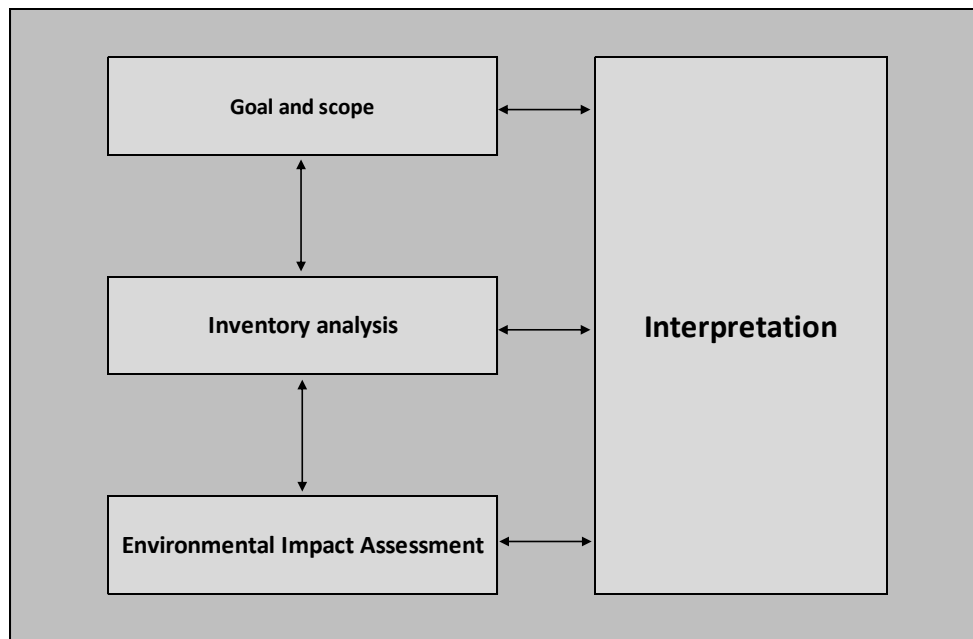 Goal and scope
Inventory analysis
Interpretation
Environmental Impact Assessment